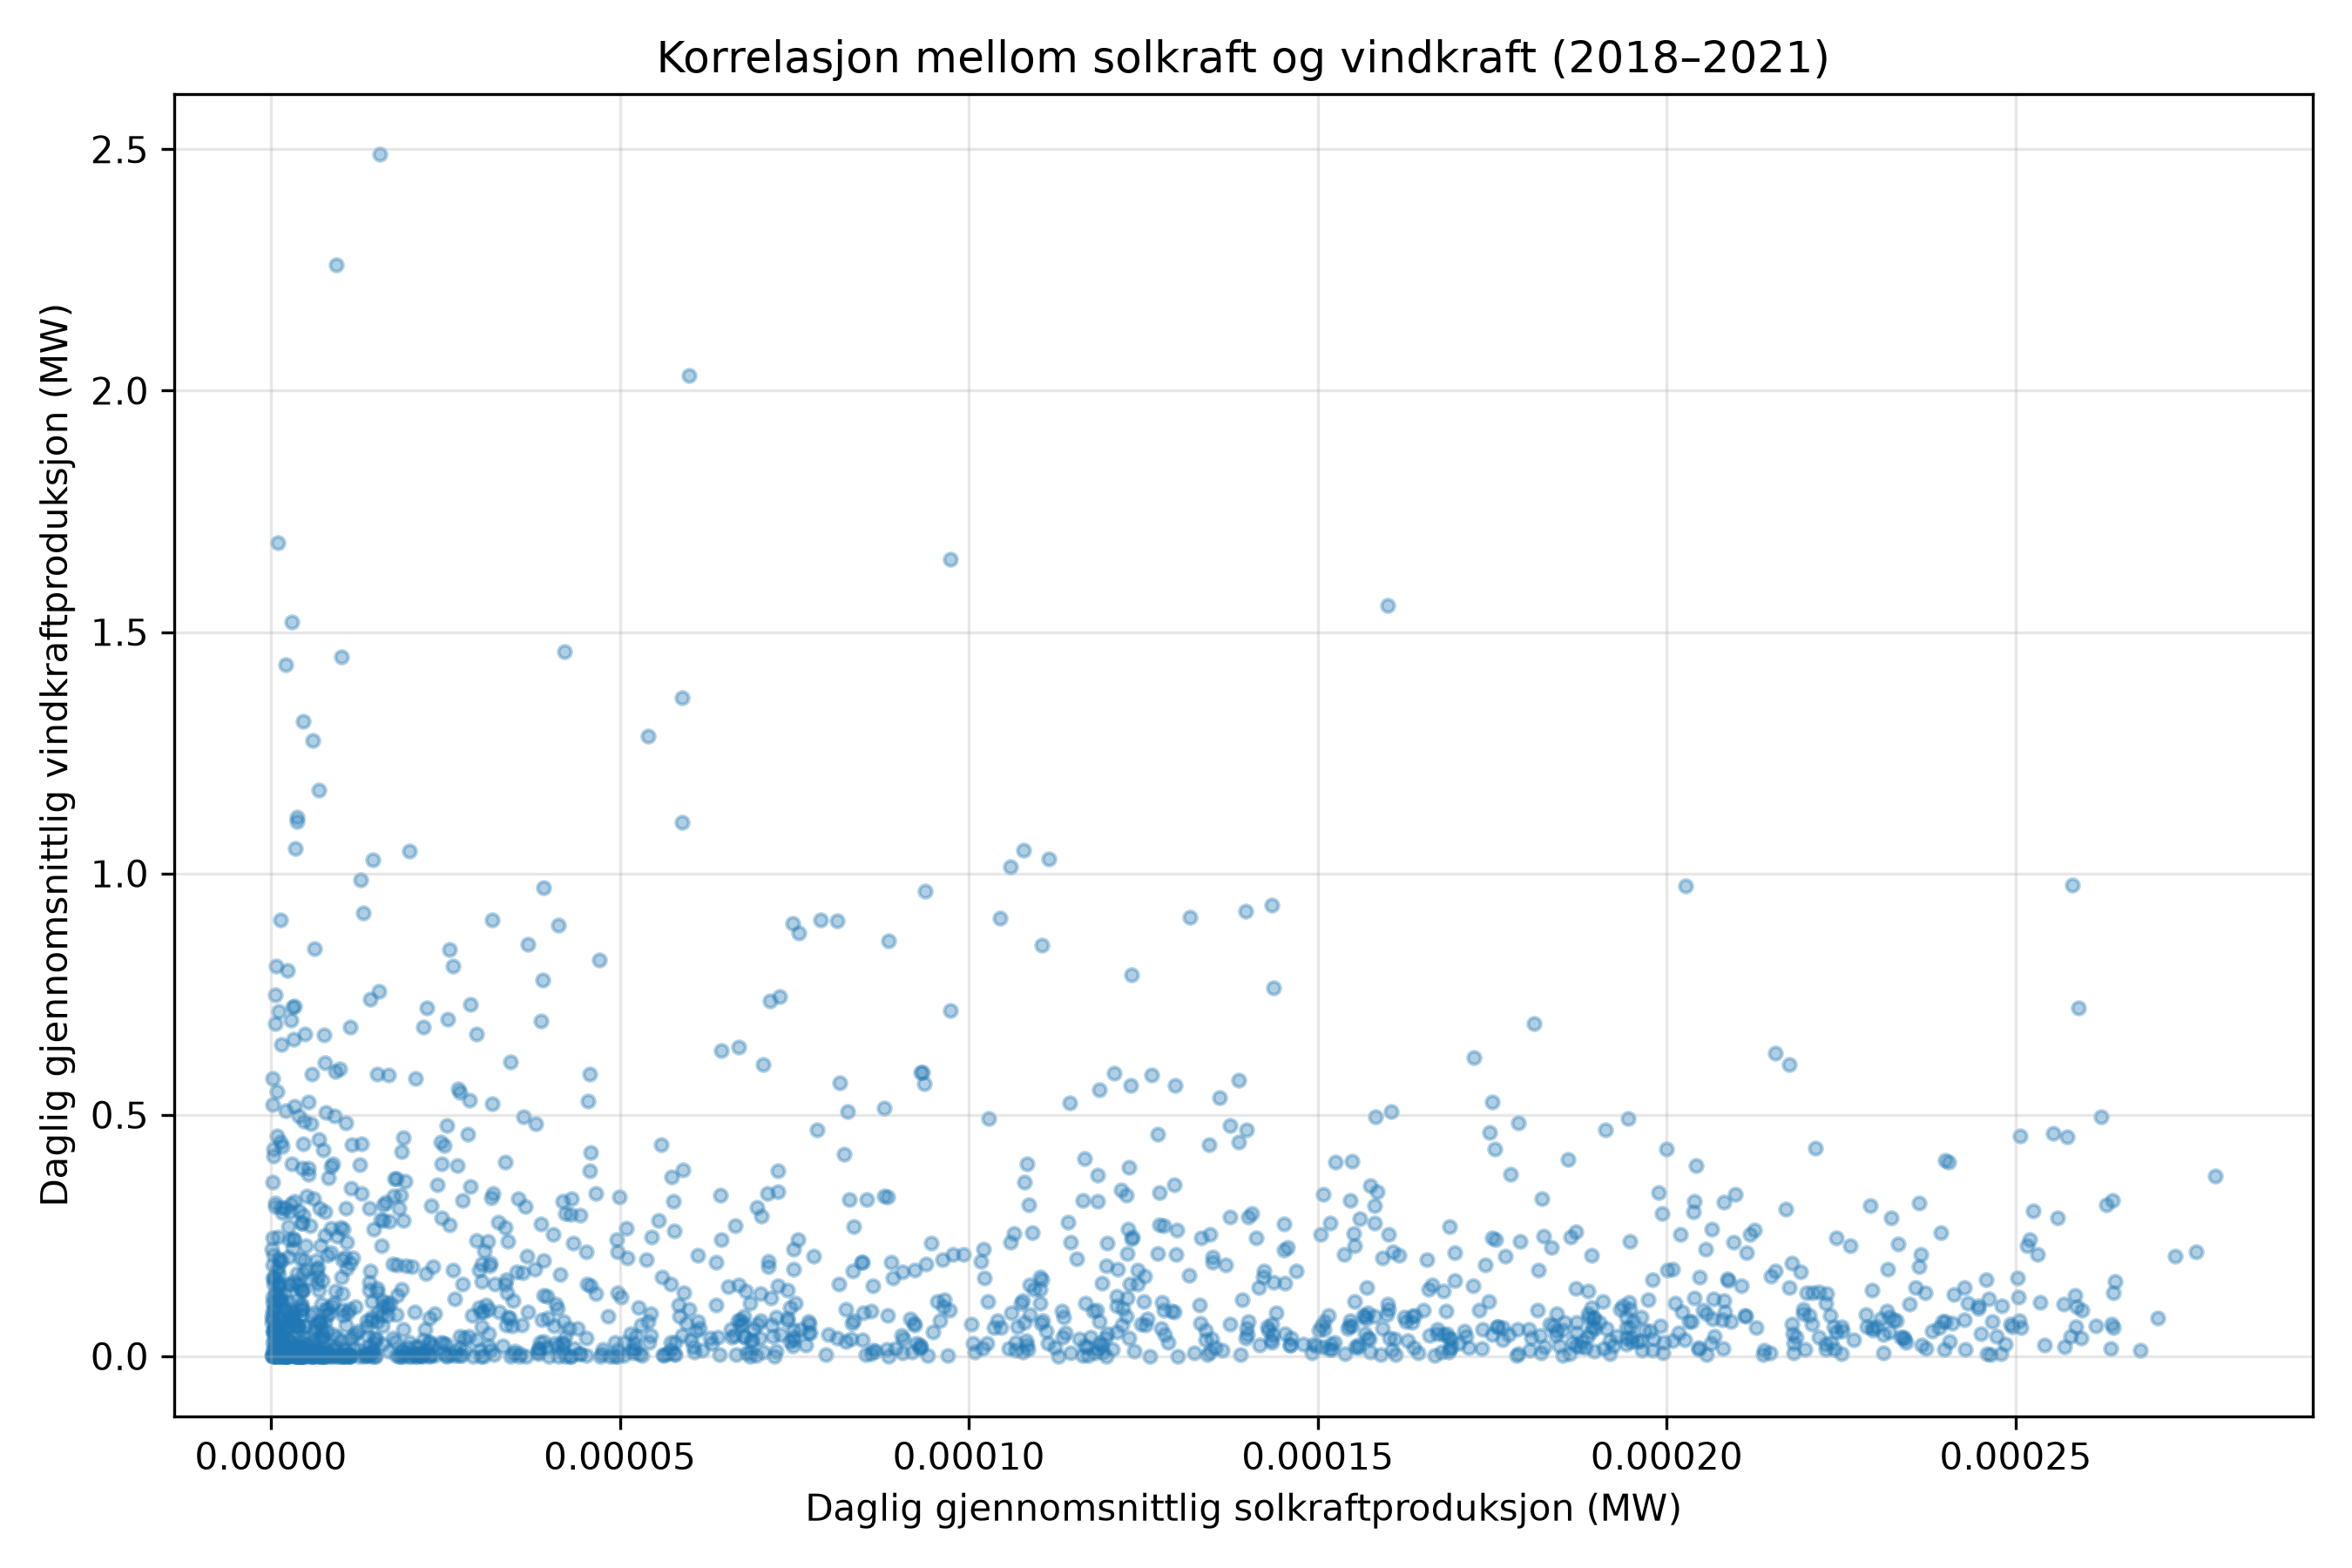 Korrelasjon mellom solkraft og vindkraft (2018–2021)
Daglig gjennomsnittlig vindkraftproduksjon (MW)
2.5
2.0
1.5
1.0
0.5
0.0
0.00000 0.00005 0.00010 0.00015 0.00020 0.00025
Daglig gjennomsnittlig solkraftproduksjon (MW)